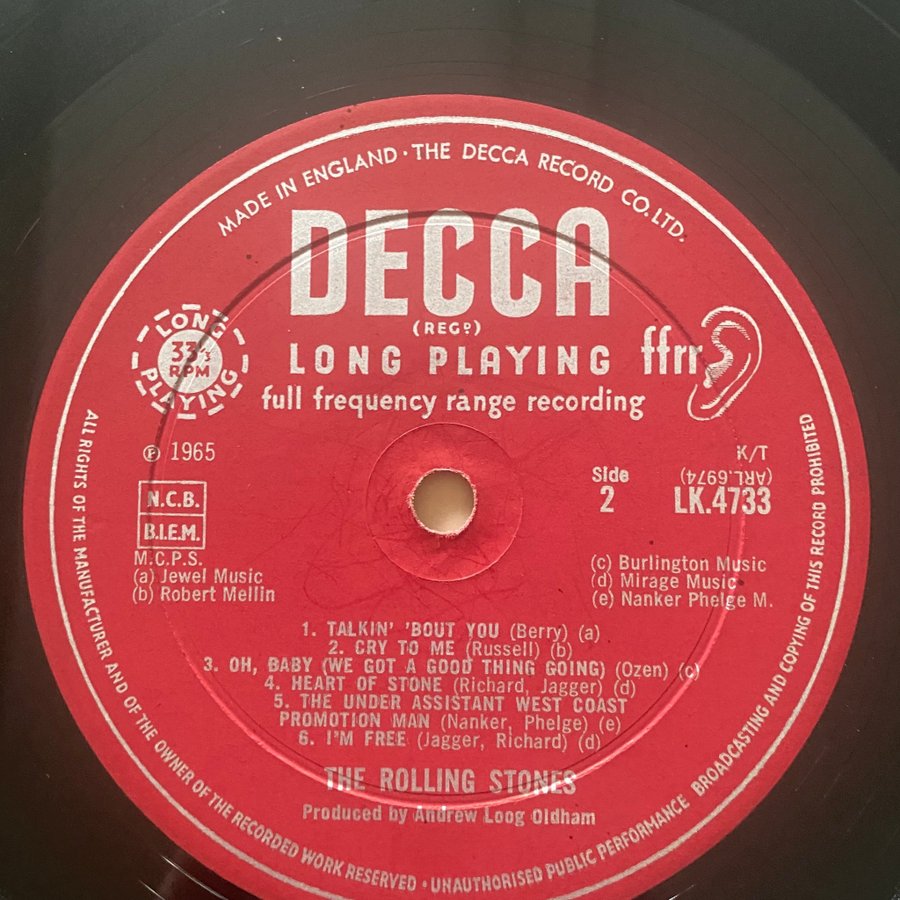 MADE IN ENGLAND · THE DECCA RECORD CO. LTD.
DECCA
(REGD)
LONG PLAYING
33⅓
RPM
LONG PLAYING
ffrr
full frequency range recording
℗ 1965
K/T
(ARL.6974)
Side
2
LK.4733
N.C.B.
B.I.E.M.
M.C.P.S.
(a) Jewel Music
(b) Robert Mellin
(c) Burlington Music
(d) Mirage Music
(e) Nanker Phelge M.
1. TALKIN' 'BOUT YOU (Berry) (a)
2. CRY TO ME (Russell) (b)
3. OH, BABY (WE GOT A GOOD THING GOING) (Ozen) (c)
4. HEART OF STONE (Richard, Jagger) (d)
5. THE UNDER ASSISTANT WEST COAST
PROMOTION MAN (Nanker, Phelge) (e)
6. I'M FREE (Jagger, Richard) (d)
THE ROLLING STONES
Produced by Andrew Loog Oldham
ALL RIGHTS OF THE MANUFACTURER AND OF THE OWNER OF THE RECORDED WORK RESERVED · UNAUTHORISED PUBLIC PERFORMANCE BROADCASTING AND COPYING OF THIS RECORD PROHIBITED